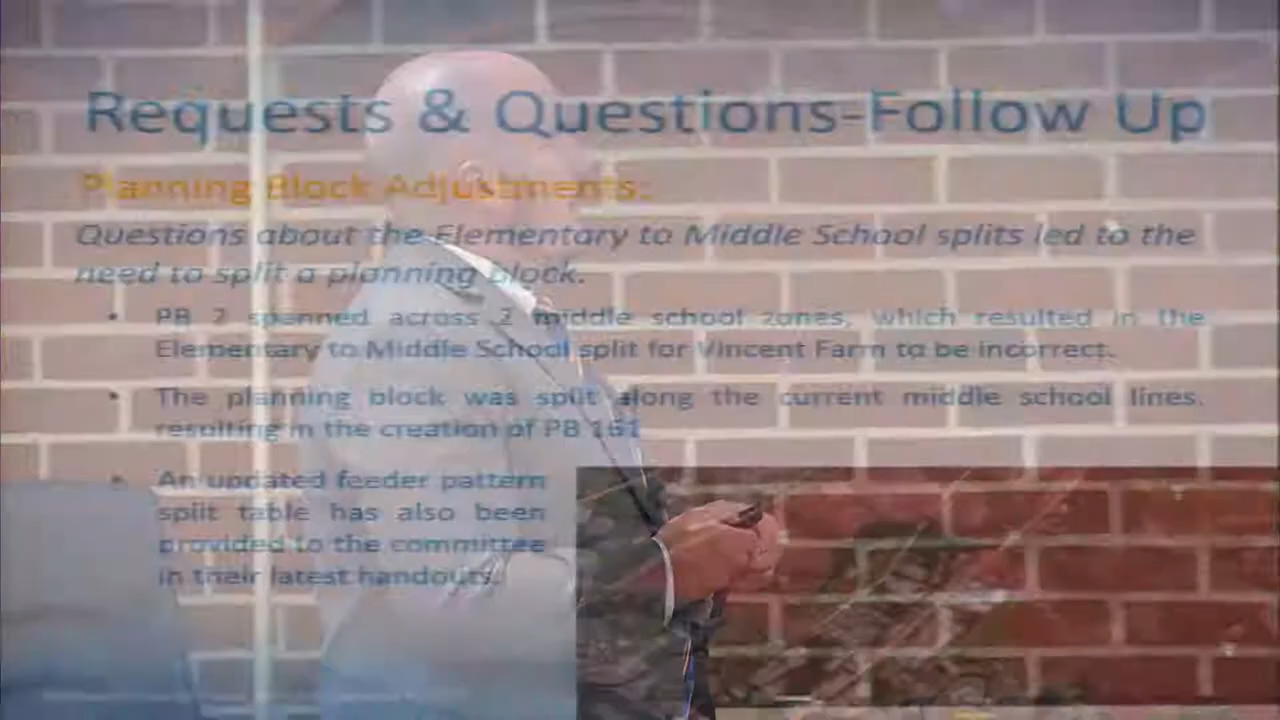 Requests & Questions-Follow Up
Planning Block Adjustments:
Questions about the Elementary to Middle School splits led to the
need to split a planning block.
• PB 2 spanned across 2 middle school zones, which resulted in the
Elementary to Middle School split for Vincent Farm to be incorrect.
• The planning block was split along the current middle school lines,
resulting in the creation of PB 161
• An updated feeder pattern
split table has also been
provided to the committee
in their latest handouts.